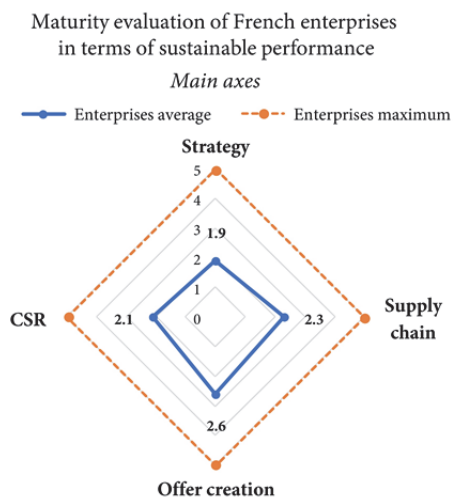 Maturity evaluation of French enterprises
in terms of sustainable performance
Main axes
Enterprises average
Enterprises maximum
Strategy
5
4
3
1.9
2
1
0
CSR
2.1
2.3
Supply
chain
2.6
Offer creation